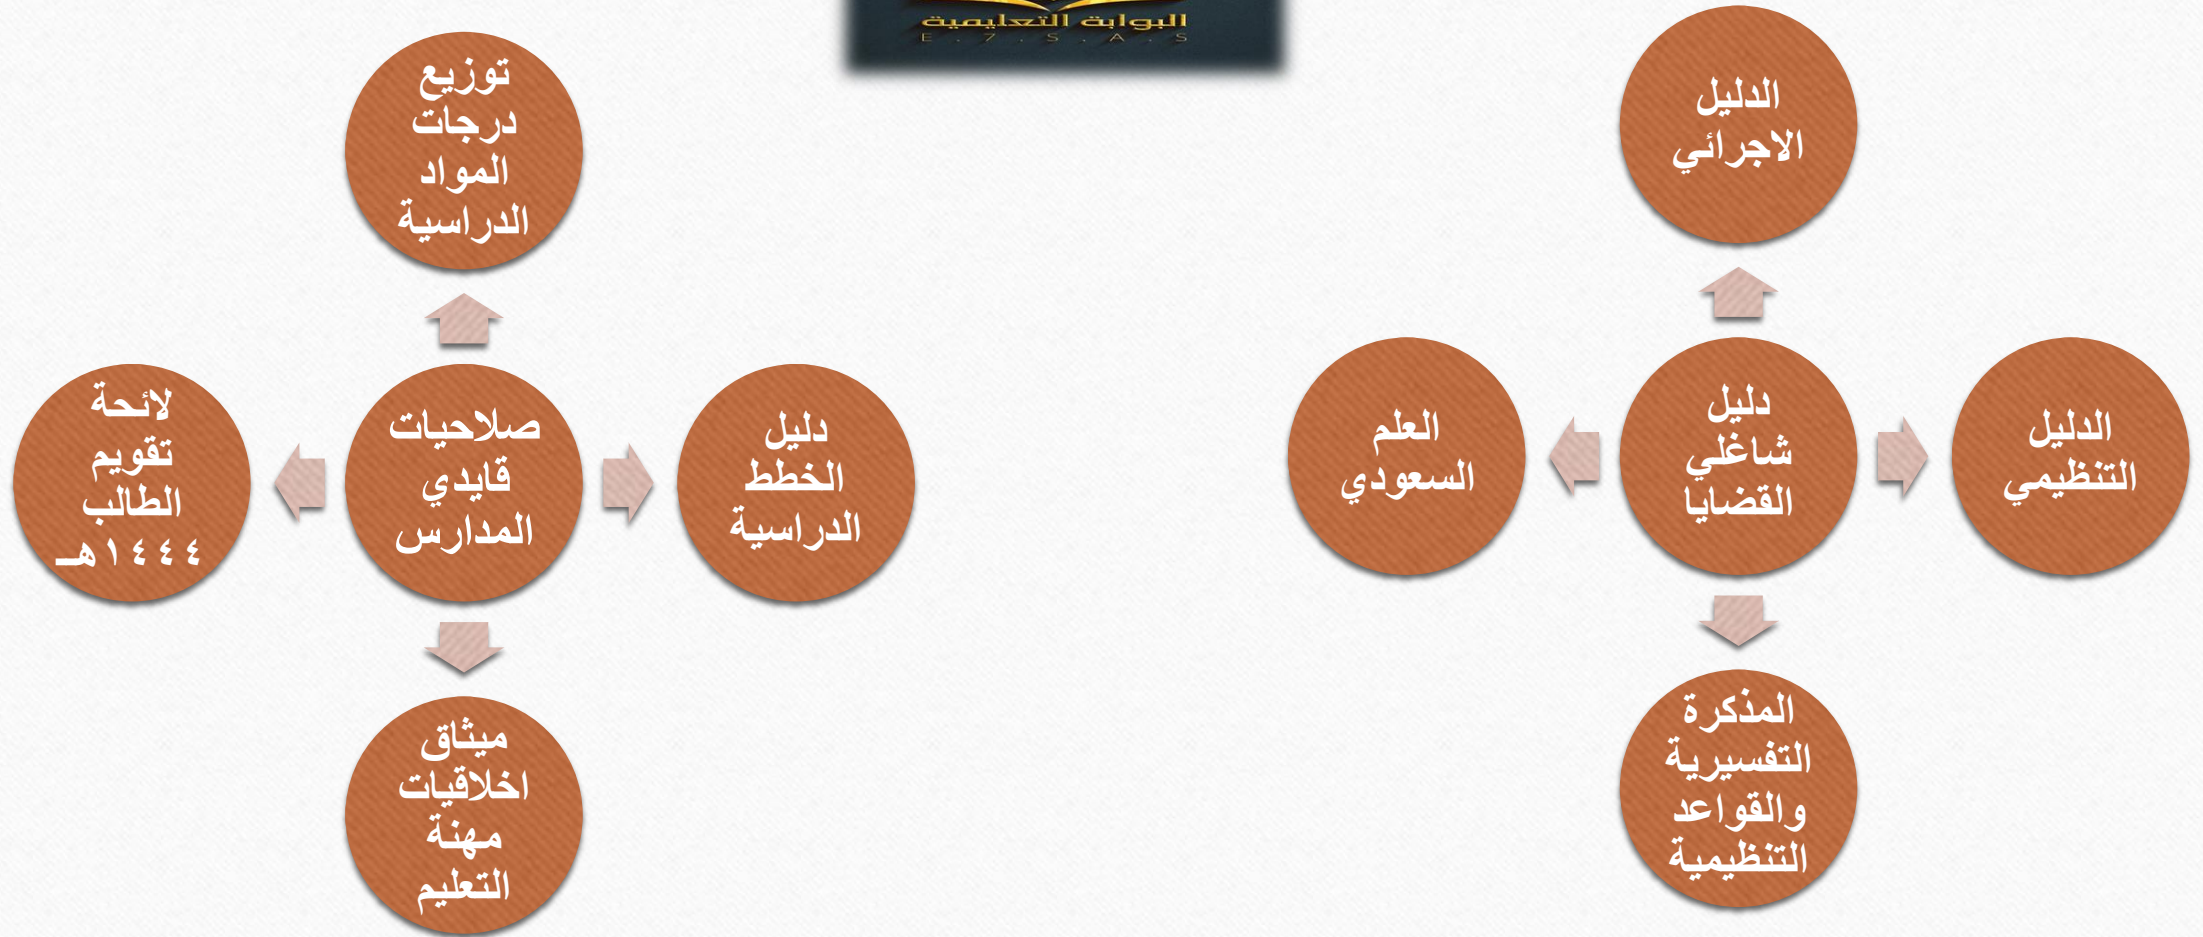 البوابة التعليمية
E . 7 . S . A . S
الدليل
الاجرائي
الدليل
التنظيمي
دليل
شاغلي
القضايا
العلم
السعودي
المذكرة
التفسيرية
والقواعد
التنظيمية
توزيع
درجات
المواد
الدراسية
دليل
الخطط
الدراسية
صلاحيات
قايدي
المدارس
لائحة
تقويم
الطالب
١٤٤٤هـ
ميثاق
اخلاقيات
مهنة
التعليم